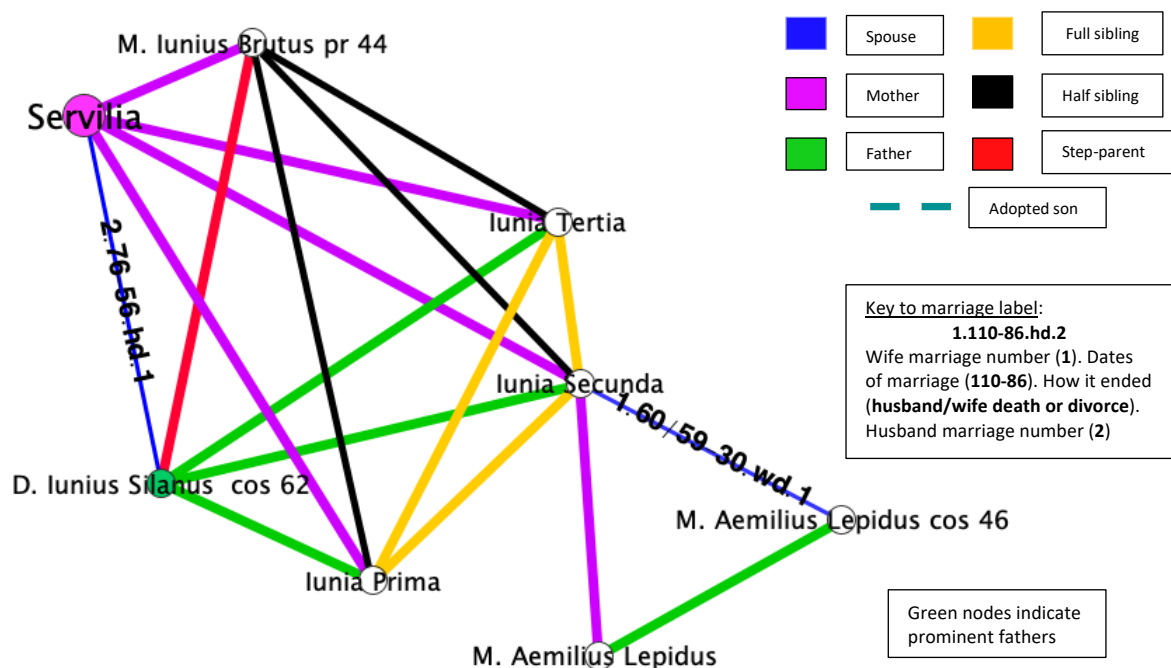 M. Iunius Brutus pr 44
Servilia
Iunia Tertia
2.76-56.hd.1
Iunia Secunda
1.60/59-30.wd.1
D. Iunius Silanus cos 62
M. Aemilius Lepidus cos 46
Iunia Prima
M. Aemilius Lepidus
Spouse
Full sibling
Mother
Half sibling
Father
Step-parent
Adopted son
Key to marriage label:
1.110-86.hd.2
Wife marriage number (1). Dates
of marriage (110-86). How it ended
(husband/wife death or divorce).
Husband marriage number (2)
Green nodes indicate
prominent fathers